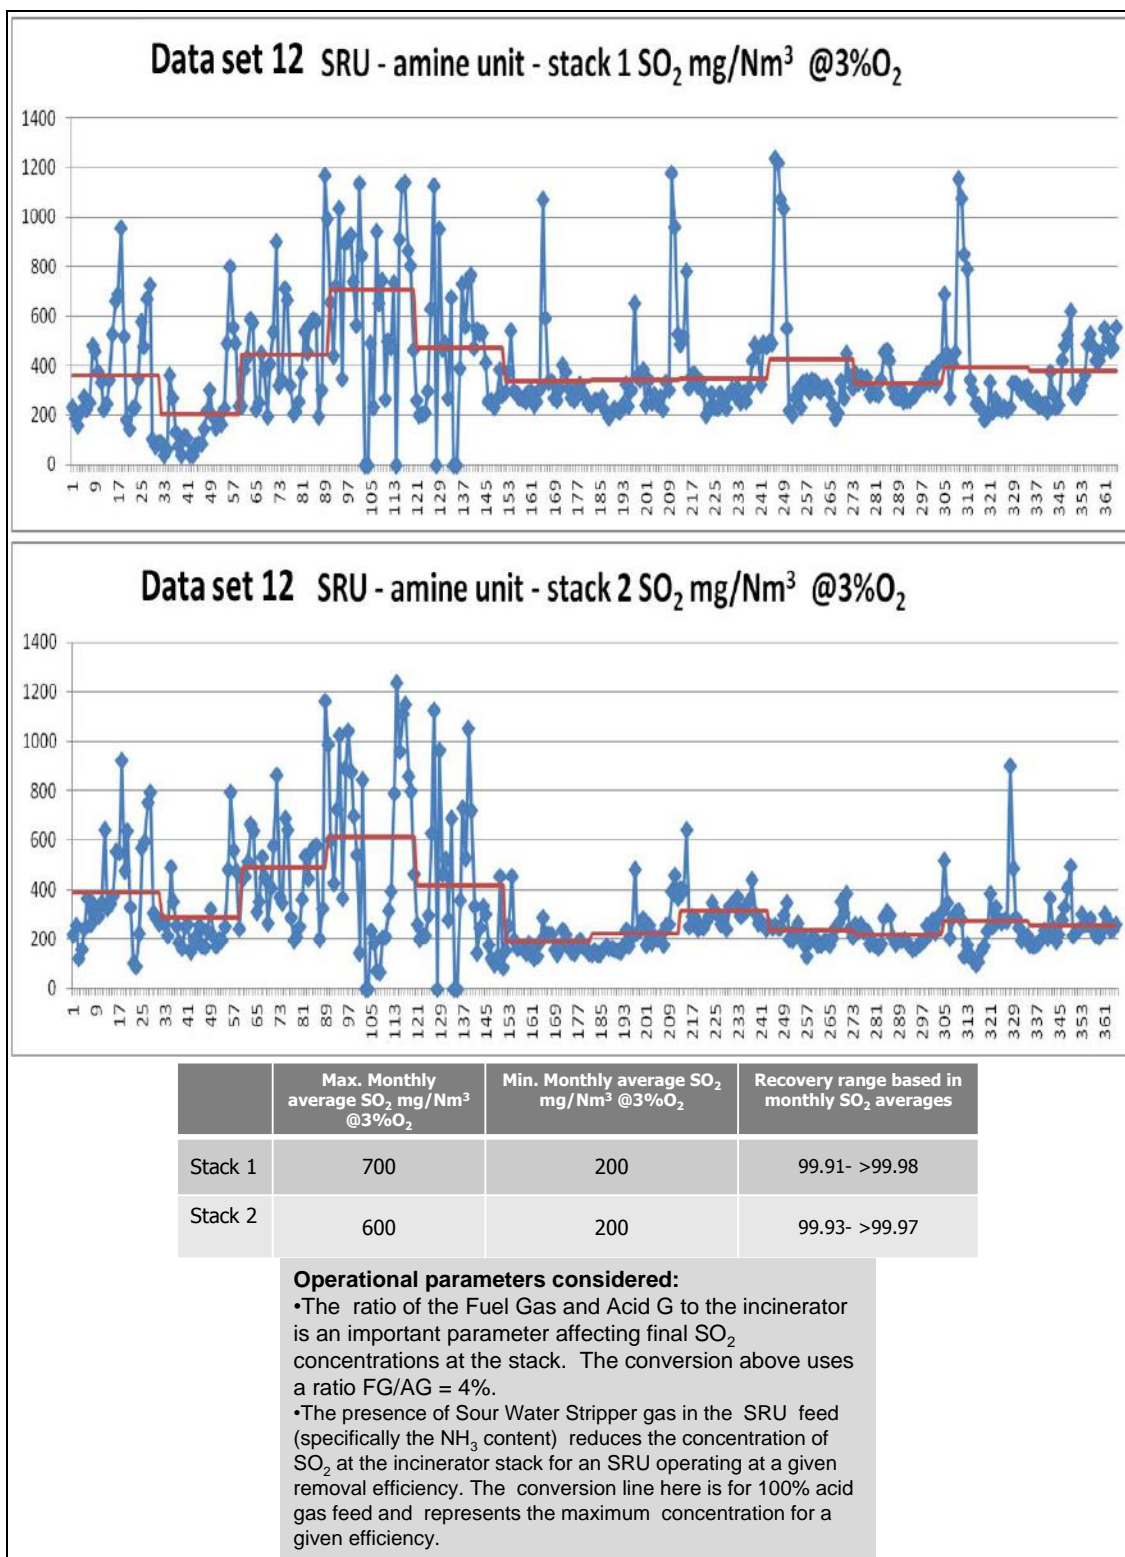 Data set 12 SRU - amine unit - stack 1 SO₂ mg/Nm³ @3%O₂
1400
1200
1000
800
600
400
200
0
1 9 17 25 33 41 49 57 65 73 81 89 97 105 113 121 129 137 145 153 161 169 177 185 193 201 209 217 225 233 241 249 257 265 273 281 289 297 305 313 321 329 337 345 353 361
Data set 12 SRU - amine unit - stack 2 SO₂ mg/Nm³ @3%O₂
1400
1200
1000
800
600
400
200
0
1 9 17 25 33 41 49 57 65 73 81 89 97 105 113 121 129 137 145 153 161 169 177 185 193 201 209 217 225 233 241 249 257 265 273 281 289 297 305 313 321 329 337 345 353 361
Max. Monthly
average SO₂ mg/Nm³
@3%O₂
Min. Monthly average SO₂
mg/Nm³ @3%O₂
Recovery range based in
monthly SO₂ averages
Stack 1 700 200 99.91- >99.98
Stack 2 600 200 99.93- >99.97
Operational parameters considered:
•The ratio of the Fuel Gas and Acid G to the incinerator
is an important parameter affecting final SO₂
concentrations at the stack. The conversion above uses
a ratio FG/AG = 4%.
•The presence of Sour Water Stripper gas in the SRU feed
(specifically the NH₃ content) reduces the concentration of
SO₂ at the incinerator stack for an SRU operating at a given
removal efficiency. The conversion line here is for 100% acid
gas feed and represents the maximum concentration for a
given efficiency.